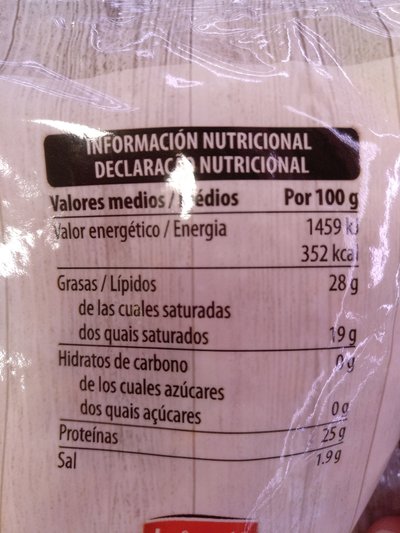 INFORMACIÓN NUTRICIONAL
DECLARAÇÃO NUTRICIONAL
Valores medios / médios Por 100 g
Valor energético / Energia 1459 kJ
352 kcal
Grasas / Lípidos 28 g
de las cuales saturadas
dos quais saturados 19 g
Hidratos de carbono 0 g
de los cuales azúcares
dos quais açúcares 0 g
Proteínas 25 g
Sal 1.9 g